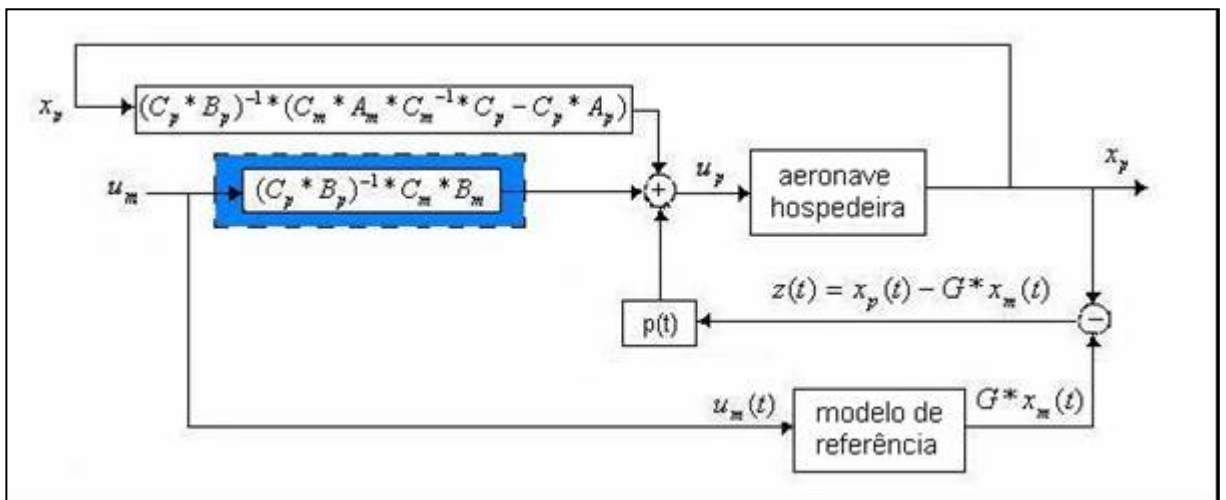 x_p
(C_p * B_p)^{-1} * (C_m * A_m * C_m^{-1} * C_p - C_p * A_p)
u_m
(C_p * B_p)^{-1} * C_m * B_m
+
u_p
aeronave
hospedeira
x_p
z(t) = x_p(t) - G * x_m(t)
p(t)
−
u_m(t)
modelo de
referência
G * x_m(t)